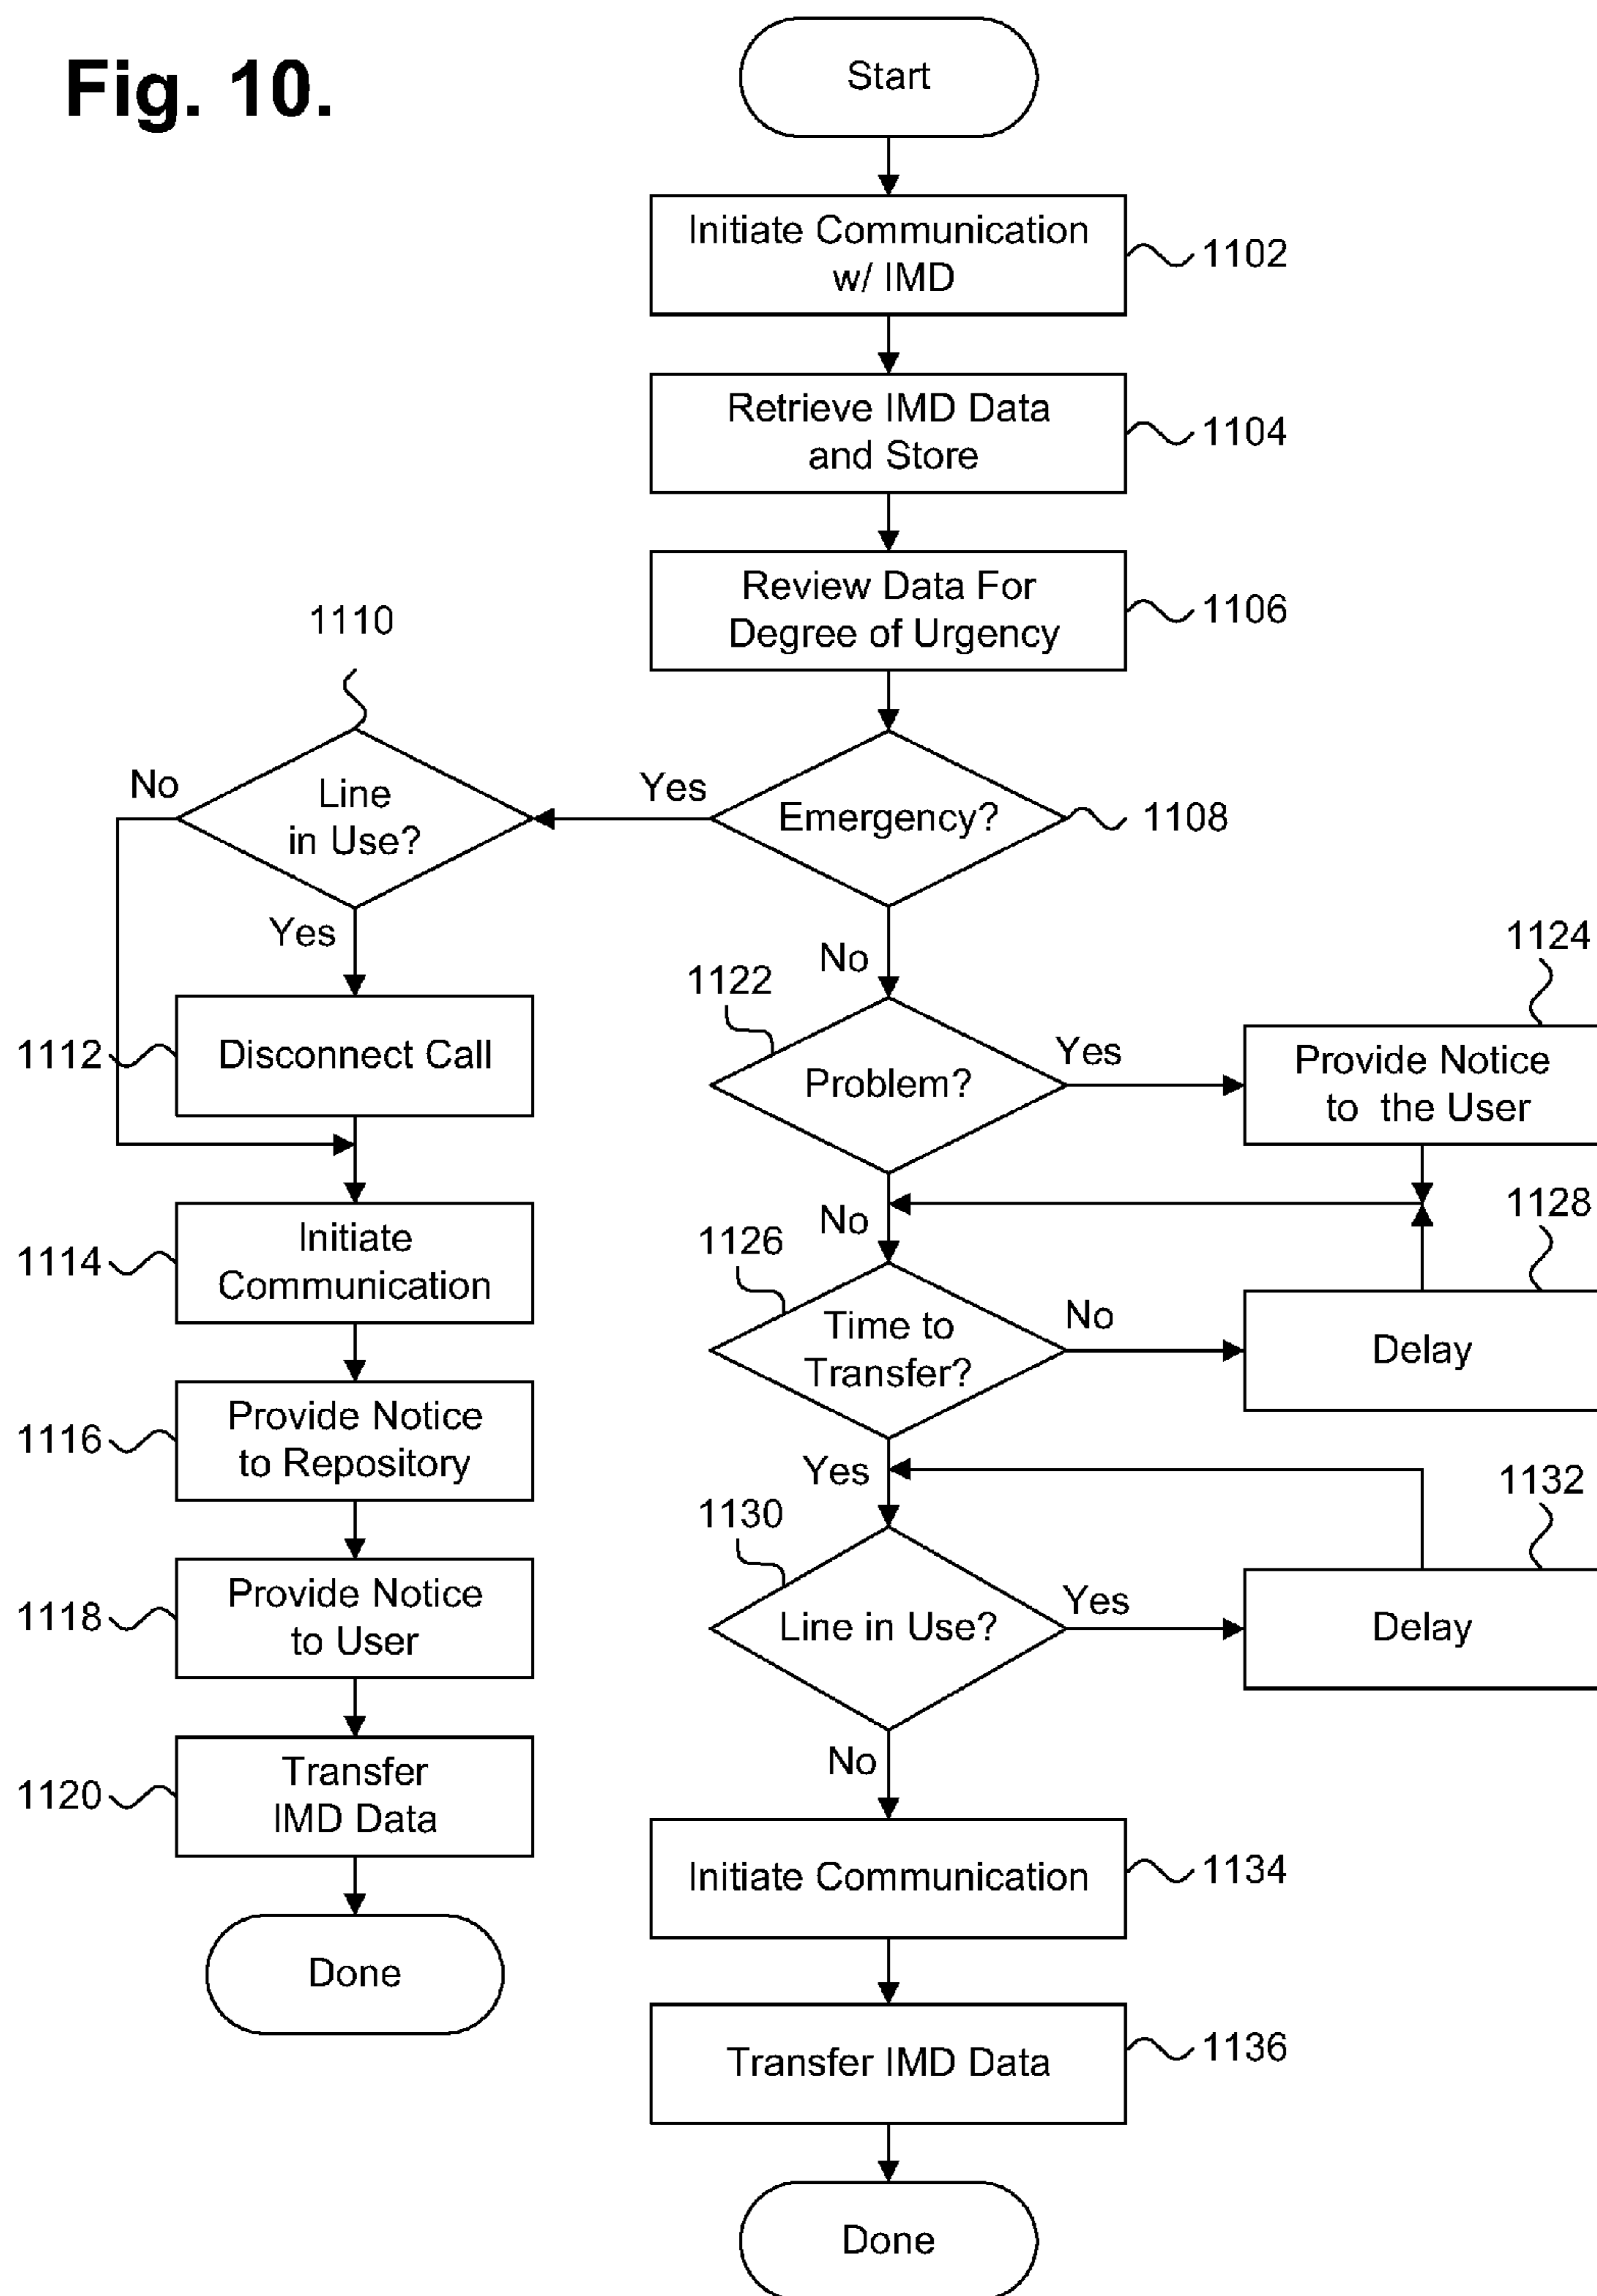 Fig. 10.
Start
Initiate Communication
w/ IMD
1102
Retrieve IMD Data
and Store
1104
Review Data For
Degree of Urgency
1106
1110
No
Line
in Use?
Yes
Emergency?
1108
Yes
No
1124
1122
1112
Disconnect Call
Problem?
Yes
Provide Notice
to the User
No
1128
1126
1114
Initiate
Communication
Time to
Transfer?
No
Delay
1116
Provide Notice
to Repository
Yes
1132
1130
1118
Provide Notice
to User
Line in Use?
Yes
Delay
No
1120
Transfer
IMD Data
Initiate Communication
1134
Done
Transfer IMD Data
1136
Done